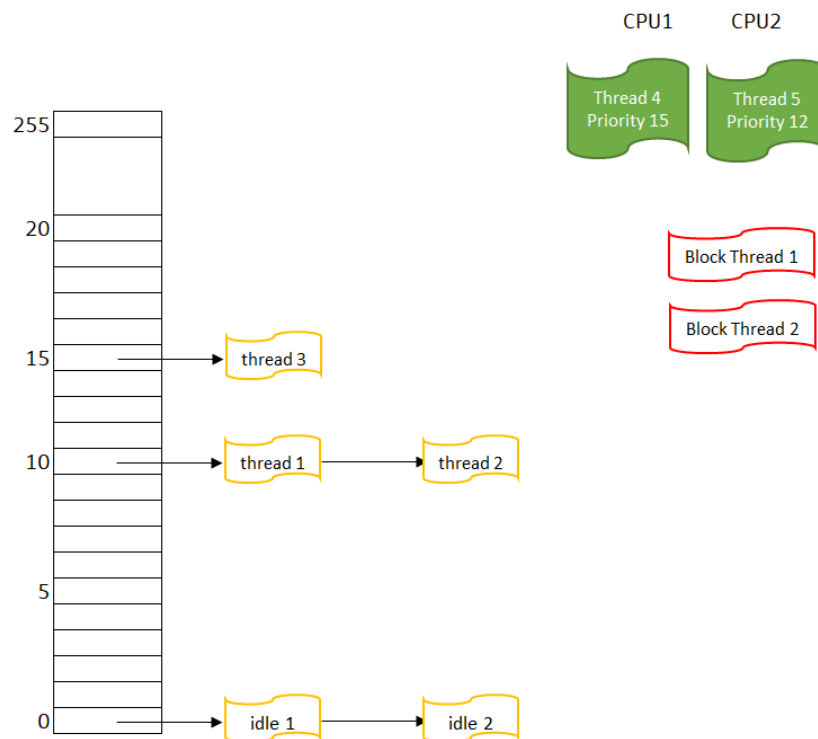 CPU1 CPU2
Thread 4
Priority 15
Thread 5
Priority 12
255
20
Block Thread 1
Block Thread 2
15
thread 3
10
thread 1
thread 2
5
0
idle 1
idle 2